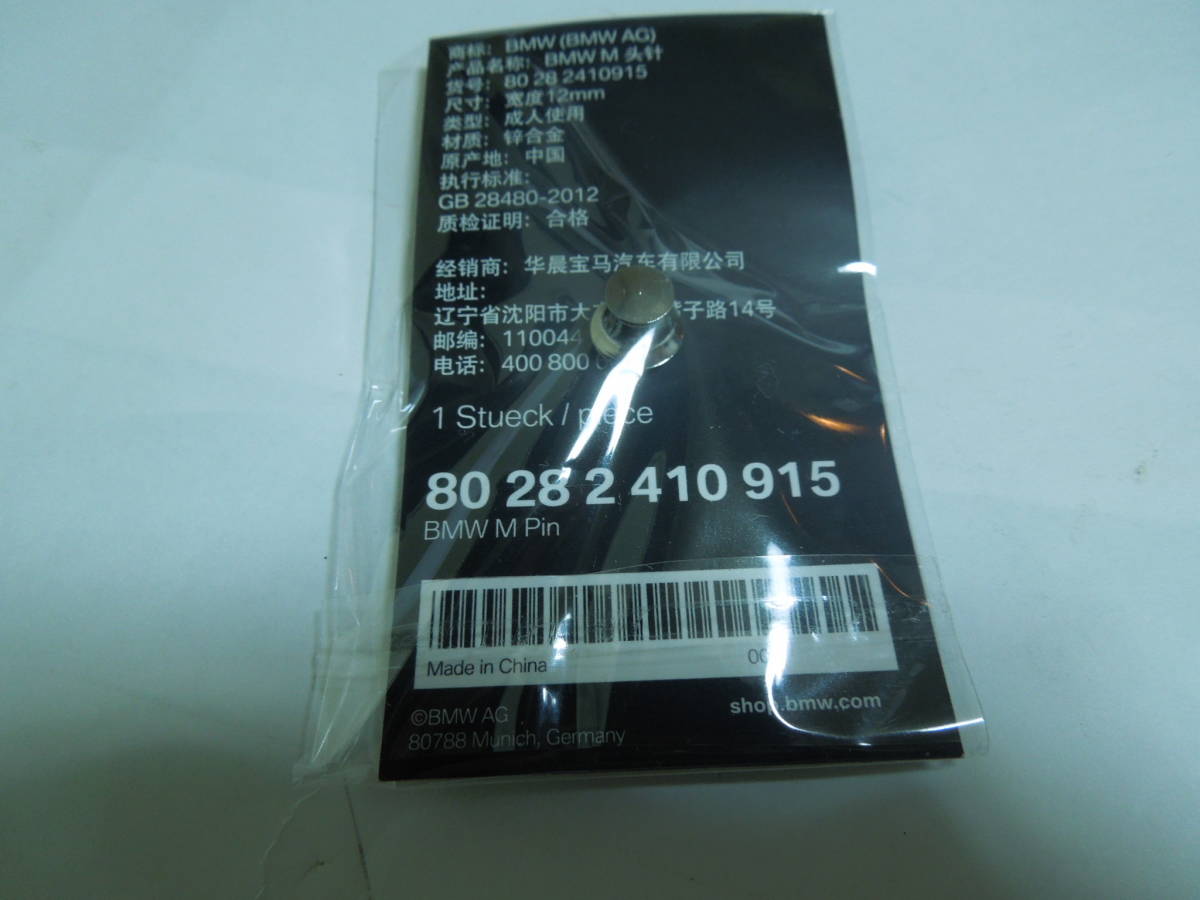 商标: BMW (BMW AG)
产品名称: BMW M 头针
货号: 80 28 2410915
尺寸: 宽度12mm
类型: 成人使用
材质: 锌合金
原产地: 中国
执行标准:
GB 28480-2012
质检证明: 合格
经销商: 华晨宝马汽车有限公司
地址:
辽宁省沈阳市大 子路14号
邮编: 110044
电话: 400 800
1 Stueck / piece
80 28 2 410 915
BMW M Pin
Made in China
©BMW AG
80788 Munich, Germany
shop.bmw.com